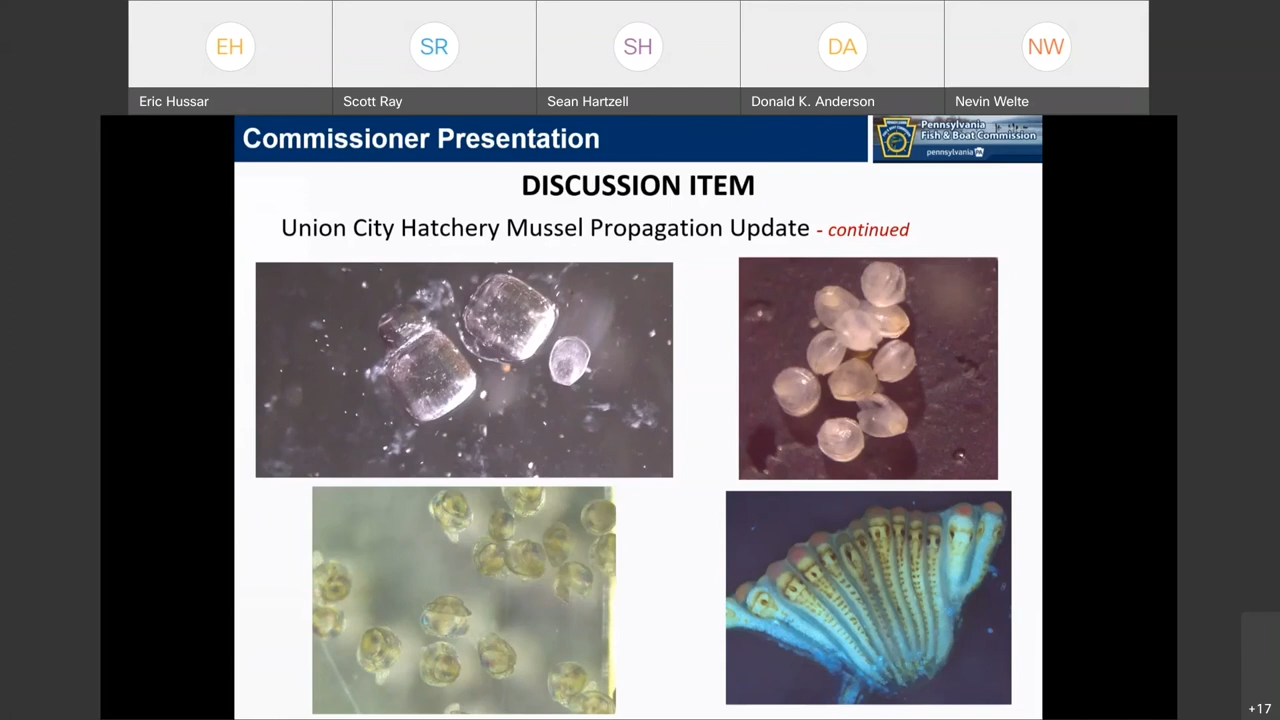 EH
SR
SH
DA
NW
Eric Hussar
Scott Ray
Sean Hartzell
Donald K. Anderson
Nevin Welte
Commissioner Presentation
Pennsylvania
Fish & Boat Commission
pennsylvania PA
DISCUSSION ITEM
Union City Hatchery Mussel Propagation Update - continued
+17